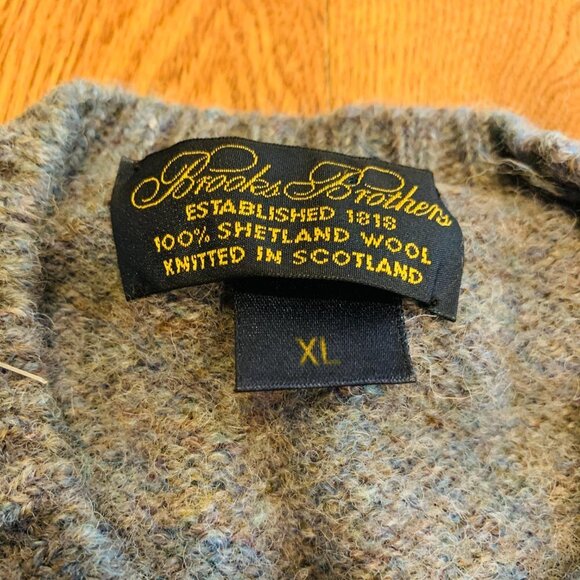 Brooks Brothers
ESTABLISHED 1818
100% SHETLAND WOOL
KNITTED IN SCOTLAND
XL